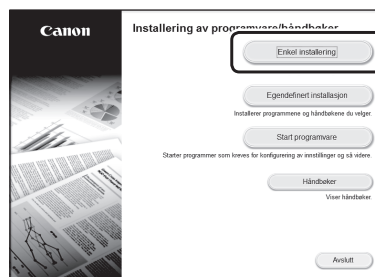 Canon
Installering av programvare/håndbøker
Enkel installering
Egendefinert installasjon
Installerer programmene og håndbøkene du velger.
Start programvare
Starter programmer som kreves for konfigurering av innstillinger og så videre.
Håndbøker
Viser håndbøker.
Avslutt